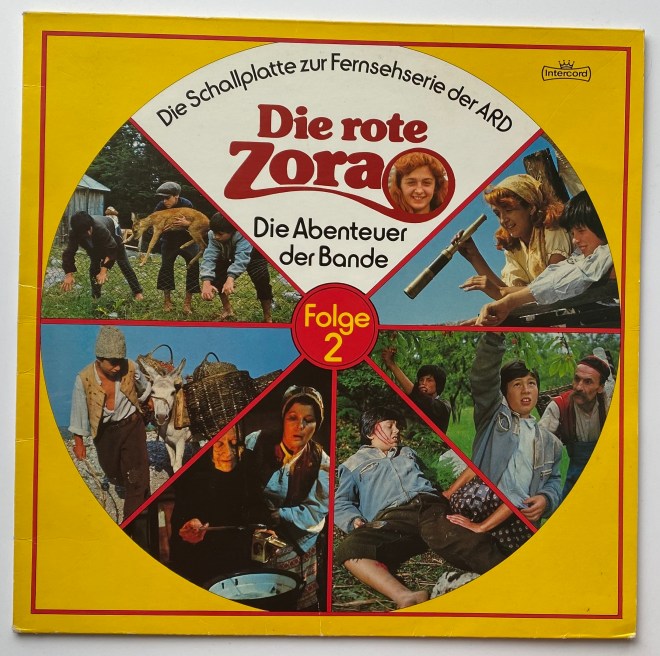 Die Schallplatte zur Fernsehserie der ARD
Intercord
Die rote
Zora
Die Abenteuer
der Bande
Folge
2